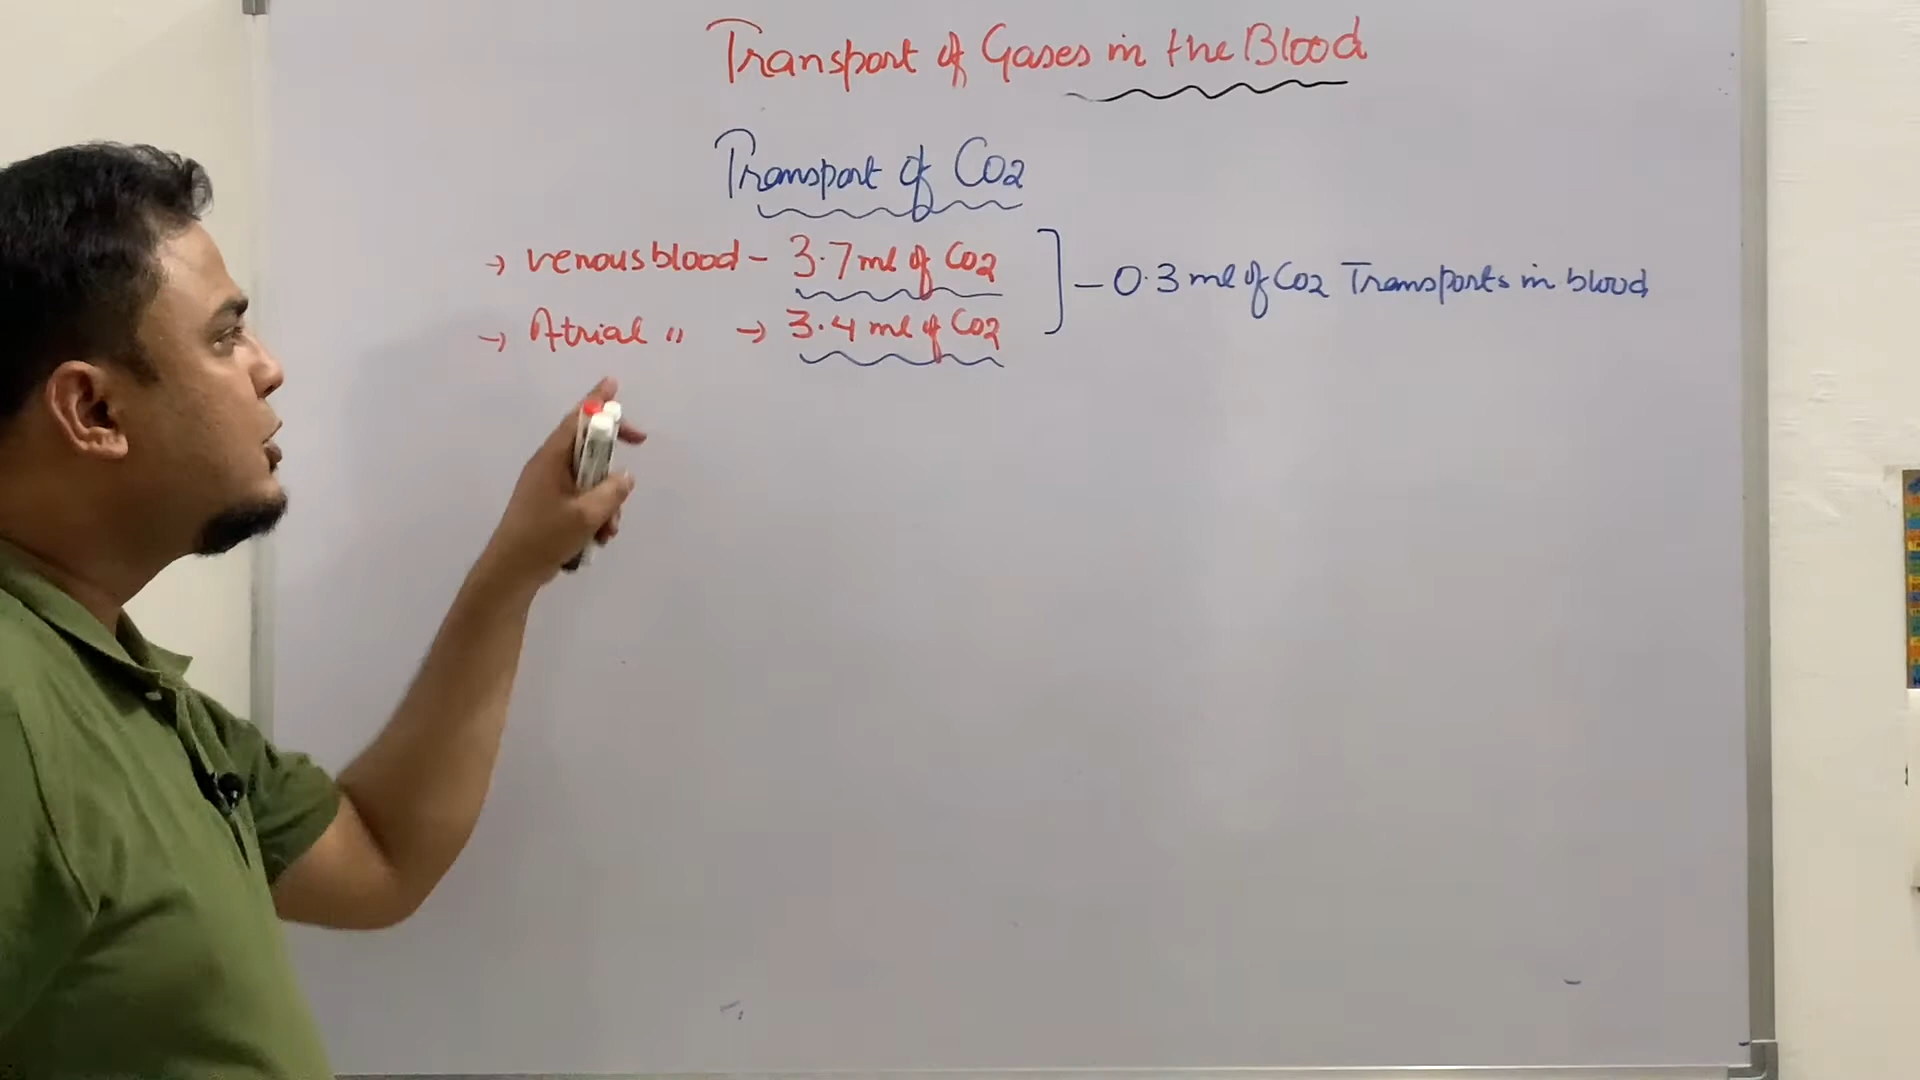 Transport of Gases in the Blood
Transport of CO2
→ venous blood - 3.7 ml of CO2
→ Atrial " → 3.4 ml of CO2
- 0.3 ml of CO2 Transports in blood